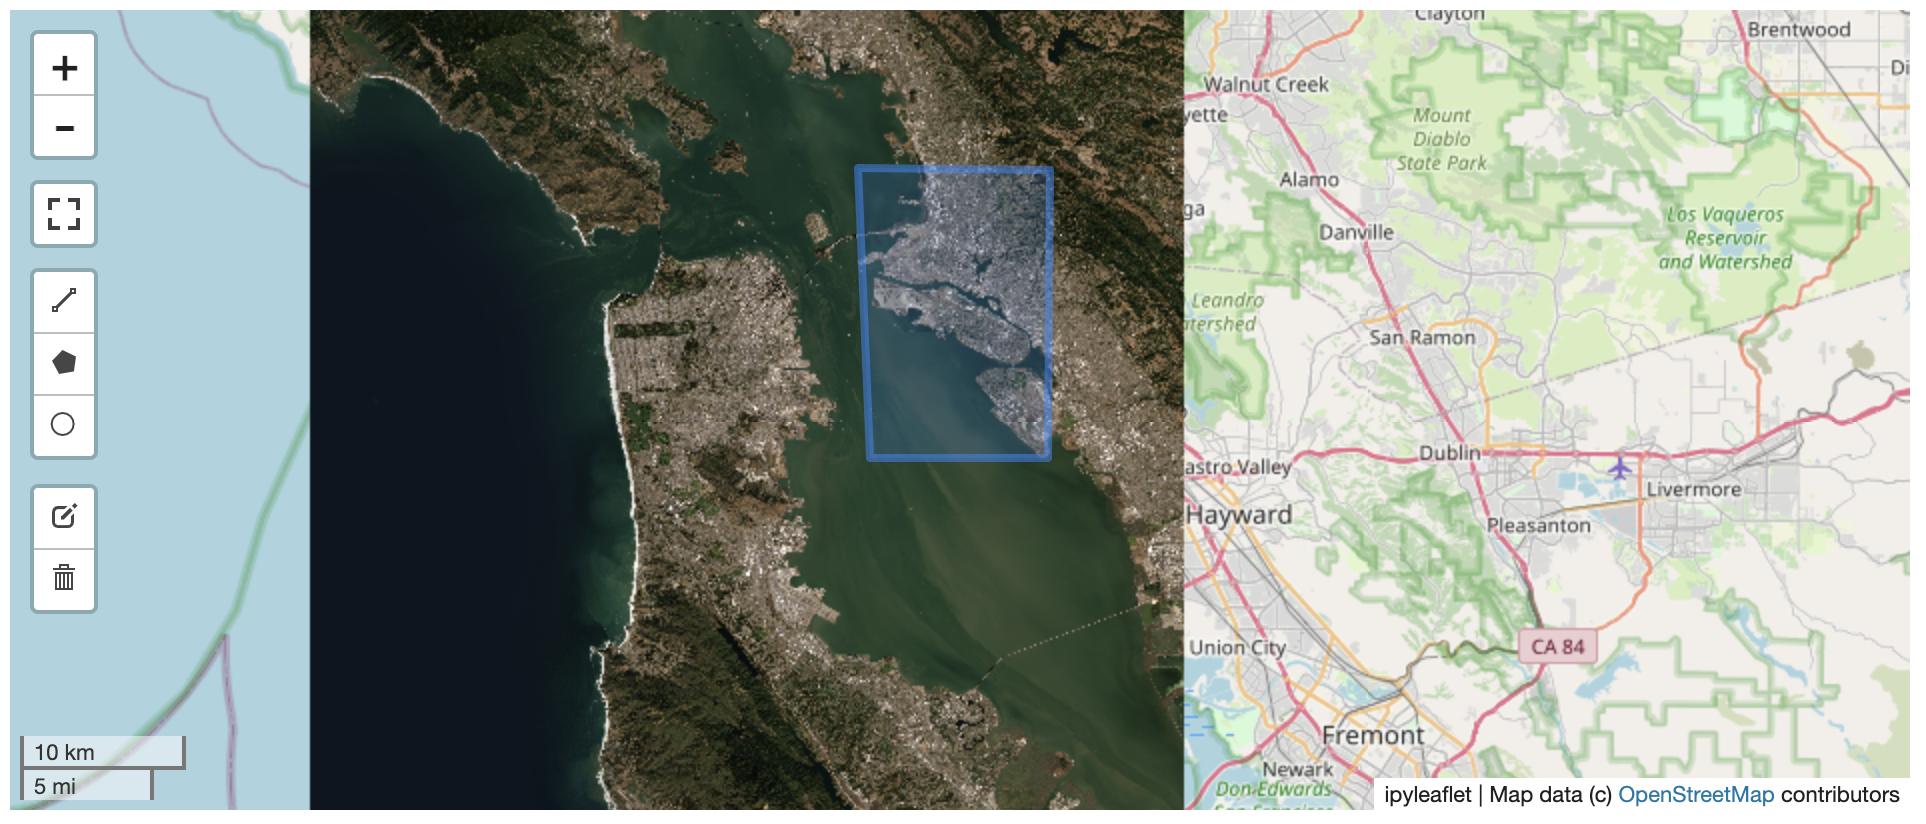 Clayton
Brentwood
Di
Walnut Creek
yette
Mount
Diablo
State Park
Alamo
ga
Los Vaqueros
Reservoir
and Watershed
Danville
Leandro
tershed
San Ramon
Dublin
astro Valley
Livermore
Hayward
Pleasanton
Union City
CA 84
Fremont
Newark
Don Edwards
San Francisco
10 km
5 mi
ipyleaflet | Map data (c) OpenStreetMap contributors